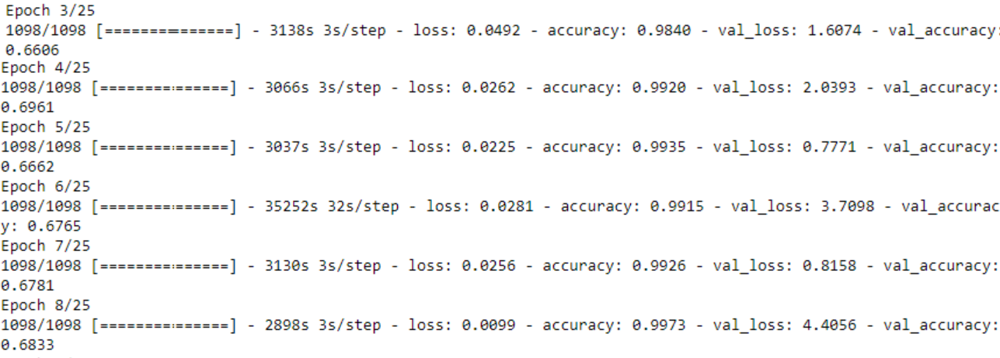 Epoch 3/25
1098/1098 [==============] - 3138s 3s/step - loss: 0.0492 - accuracy: 0.9840 - val_loss: 1.6074 - val_accuracy:
0.6606
Epoch 4/25
1098/1098 [==============] - 3066s 3s/step - loss: 0.0262 - accuracy: 0.9920 - val_loss: 2.0393 - val_accuracy:
0.6961
Epoch 5/25
1098/1098 [==============] - 3037s 3s/step - loss: 0.0225 - accuracy: 0.9935 - val_loss: 0.7771 - val_accuracy:
0.6662
Epoch 6/25
1098/1098 [==============] - 35252s 32s/step - loss: 0.0281 - accuracy: 0.9915 - val_loss: 3.7098 - val_accurac
y: 0.6765
Epoch 7/25
1098/1098 [==============] - 3130s 3s/step - loss: 0.0256 - accuracy: 0.9926 - val_loss: 0.8158 - val_accuracy:
0.6781
Epoch 8/25
1098/1098 [==============] - 2898s 3s/step - loss: 0.0099 - accuracy: 0.9973 - val_loss: 4.4056 - val_accuracy:
0.6833